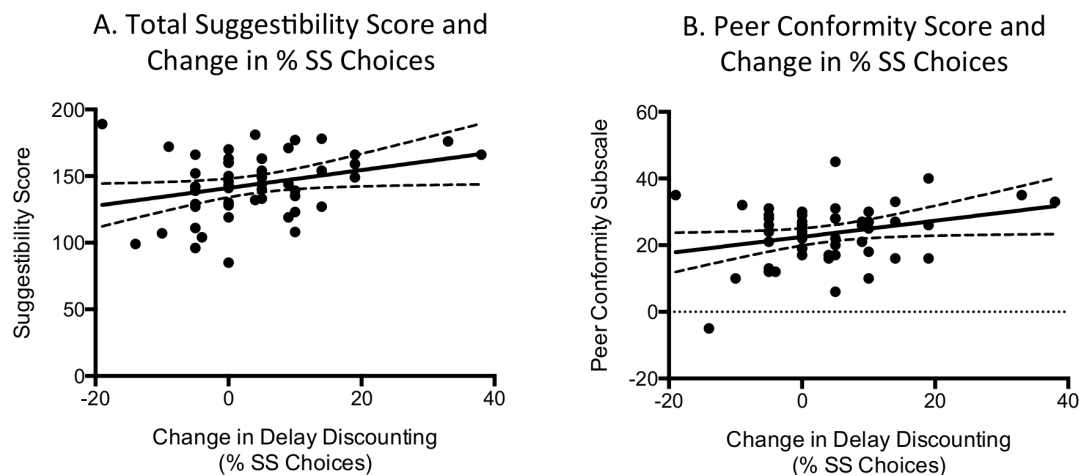 A. Total Suggestibility Score and
Change in % SS Choices
200
150
100
50
0
-20
0
20
40
Suggestibility Score
Change in Delay Discounting
(% SS Choices)
B. Peer Conformity Score and
Change in % SS Choices
60
40
20
0
-20
-20
0
20
40
Peer Conformity Subscale
Change in Delay Discounting
(% SS Choices)